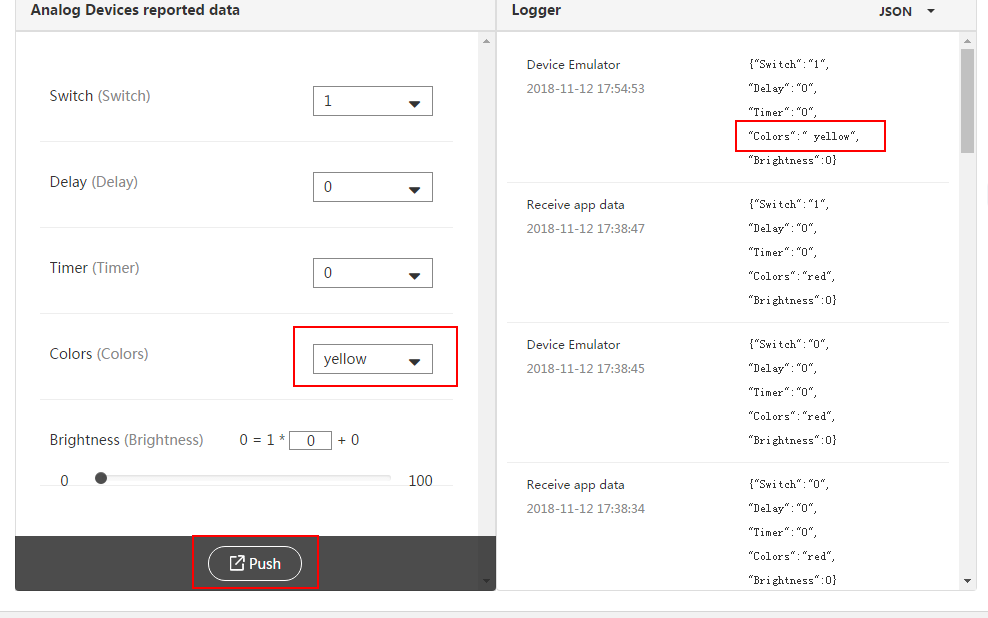 Analog Devices reported data
Switch (Switch)
1
Delay (Delay)
0
Timer (Timer)
0
Colors (Colors)
yellow
Brightness (Brightness) 0 = 1 * 0 + 0
0 100
Push
Logger
JSON
Device Emulator
2018-11-12 17:54:53
{"Switch":"1",
"Delay":"0",
"Timer":"0",
"Colors":" yellow",
"Brightness":0}
Receive app data
2018-11-12 17:38:47
{"Switch":"1",
"Delay":"0",
"Timer":"0",
"Colors":"red",
"Brightness":0}
Device Emulator
2018-11-12 17:38:45
{"Switch":"0",
"Delay":"0",
"Timer":"0",
"Colors":"red",
"Brightness":0}
Receive app data
2018-11-12 17:38:34
{"Switch":"0",
"Delay":"0",
"Timer":"0",
"Colors":"red",
"Brightness":0}